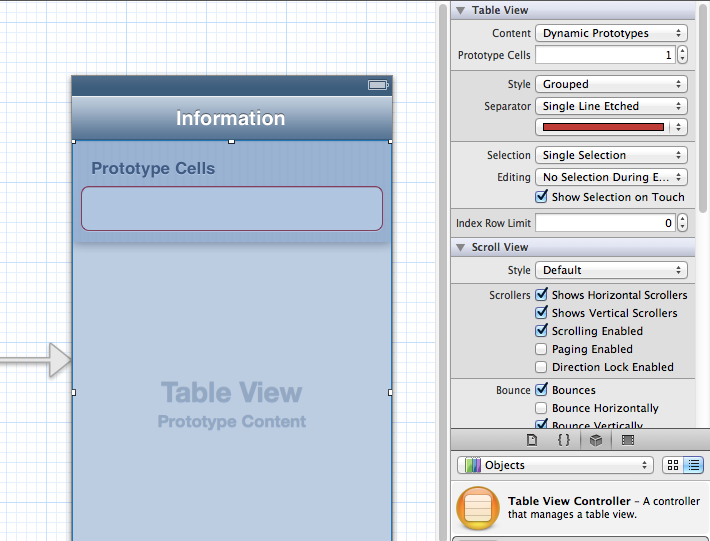 Information
Prototype Cells
Table View
Prototype Content
Table View
Content Dynamic Prototypes
Prototype Cells 1
Style Grouped
Separator Single Line Etched
Selection Single Selection
Editing No Selection During E...
Show Selection on Touch
Index Row Limit 0
Scroll View
Style Default
Scrollers Shows Horizontal Scrollers
Shows Vertical Scrollers
Scrolling Enabled
Paging Enabled
Direction Lock Enabled
Bounce Bounces
Bounce Horizontally
Bounce Vertically
{ }
Objects
Table View Controller – A controller
that manages a table view.